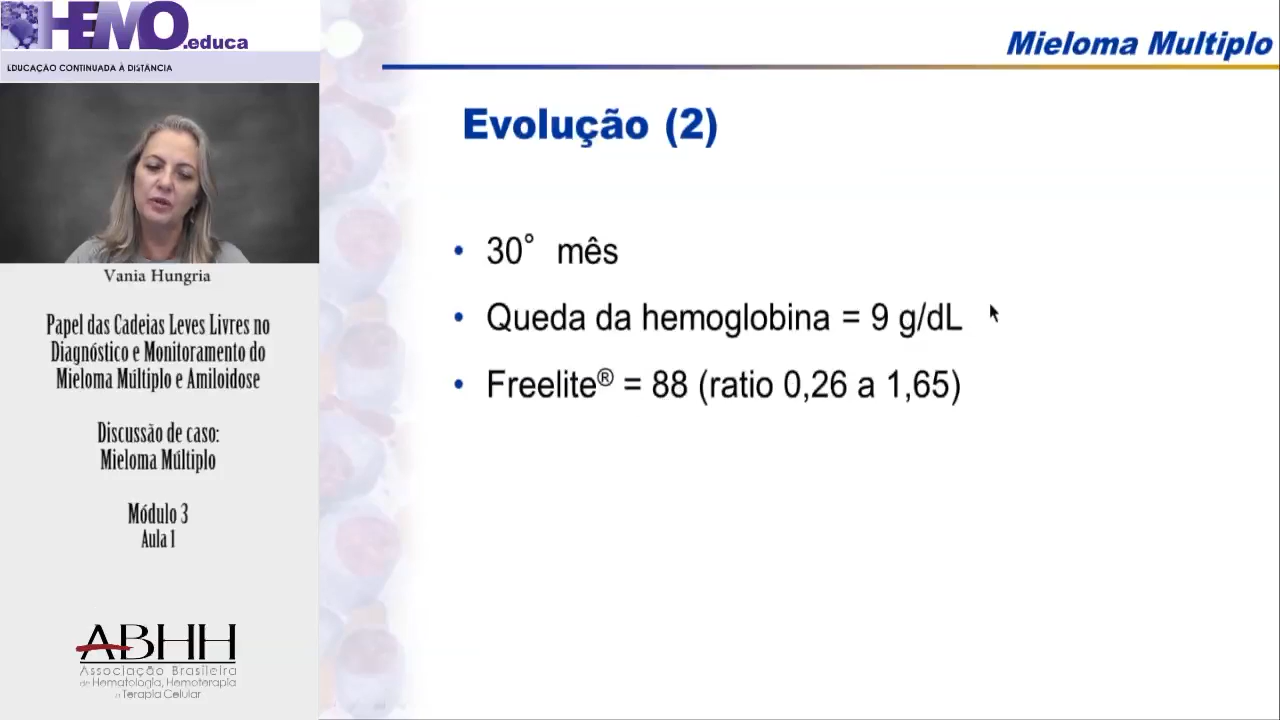 HEMO.educa
EDUCAÇÃO CONTINUADA À DISTÂNCIA
Vania Hungria
Papel das Cadeias Leves Livres no
Diagnóstico e Monitoramento do
Mieloma Múltiplo e Amiloidose
Discussão de caso:
Mieloma Múltiplo
Módulo 3
Aula 1
ABHH
Associação Brasileira
de Hematologia, Hemoterapia
e Terapia Celular
Mieloma Multiplo
Evolução (2)
• 30° mês
• Queda da hemoglobina = 9 g/dL
• Freelite® = 88 (ratio 0,26 a 1,65)